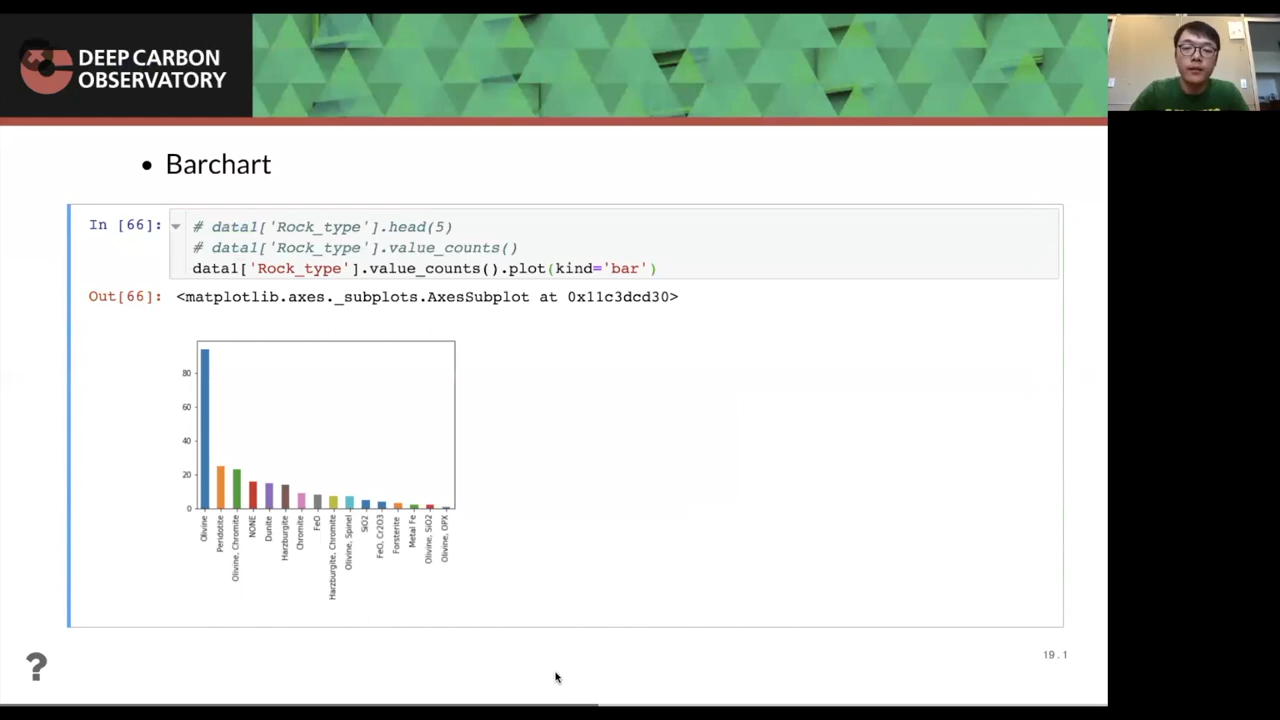 DEEP CARBON
OBSERVATORY
• Barchart
In [66]:
# data1['Rock_type'].head(5)
# data1['Rock_type'].value_counts()
data1['Rock_type'].value_counts().plot(kind='bar')
Out[66]:
<matplotlib.axes._subplots.AxesSubplot at 0x11c3dcd30>
80
60
40
20
0
Olivine
Peridotite
Olivine, Chromite
NONE
Dunite
Harzburgite
Chromite
FeO
Harzburgite, Chromite
Olivine, Spinel
SiO2
FeO, Cr2O3
Forsterite
Metal Fe
Olivine, SiO2
Olivine, OPX
?
19.1